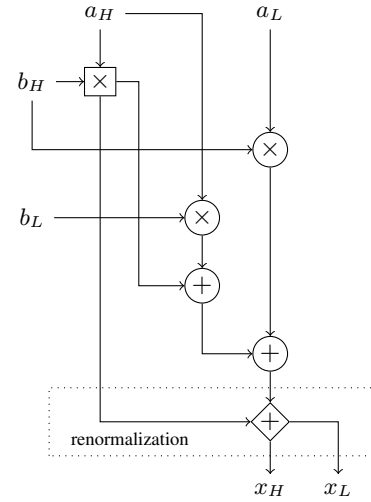 a_H a_L
b_H ×
×
b_L ×
+
+
+
renormalization
x_H x_L